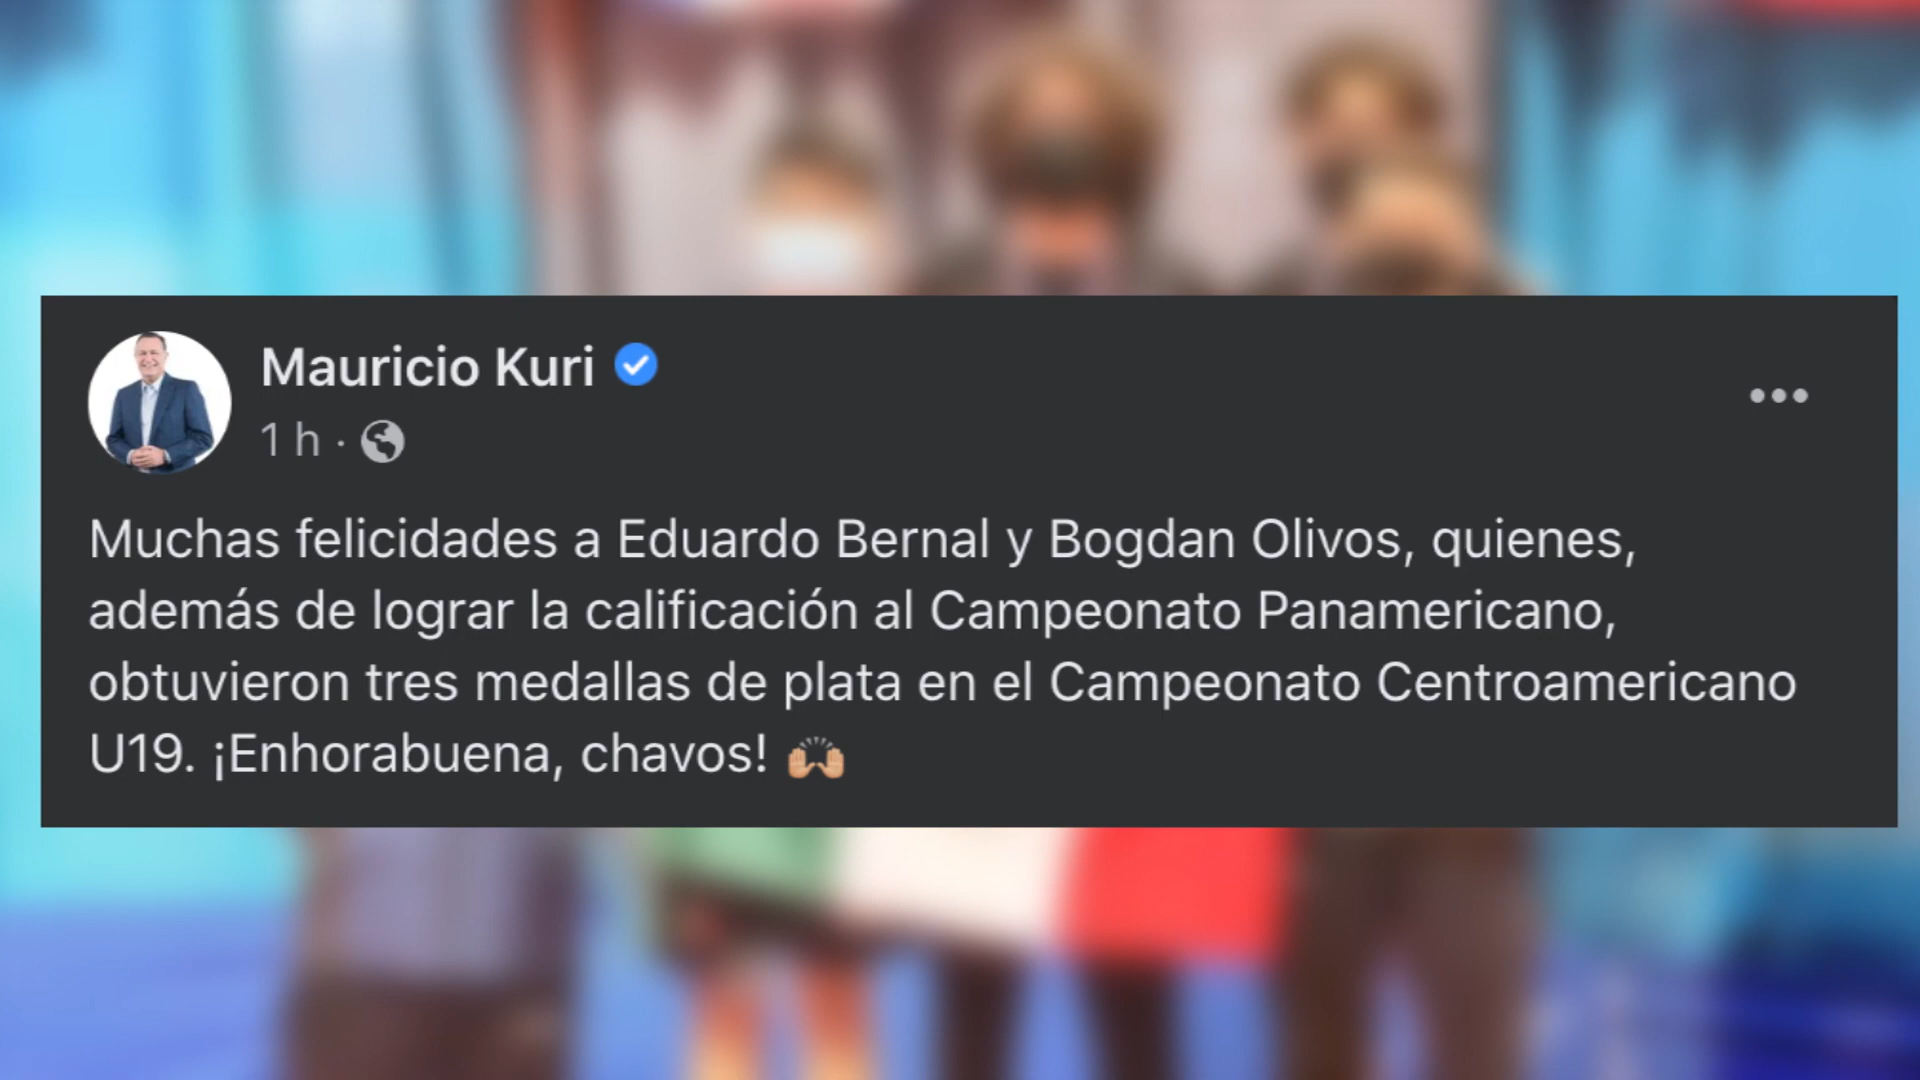 Mauricio Kuri
1 h ·
Muchas felicidades a Eduardo Bernal y Bogdan Olivos, quienes,
además de lograr la calificación al Campeonato Panamericano,
obtuvieron tres medallas de plata en el Campeonato Centroamericano
U19. ¡Enhorabuena, chavos! 🙌🏼